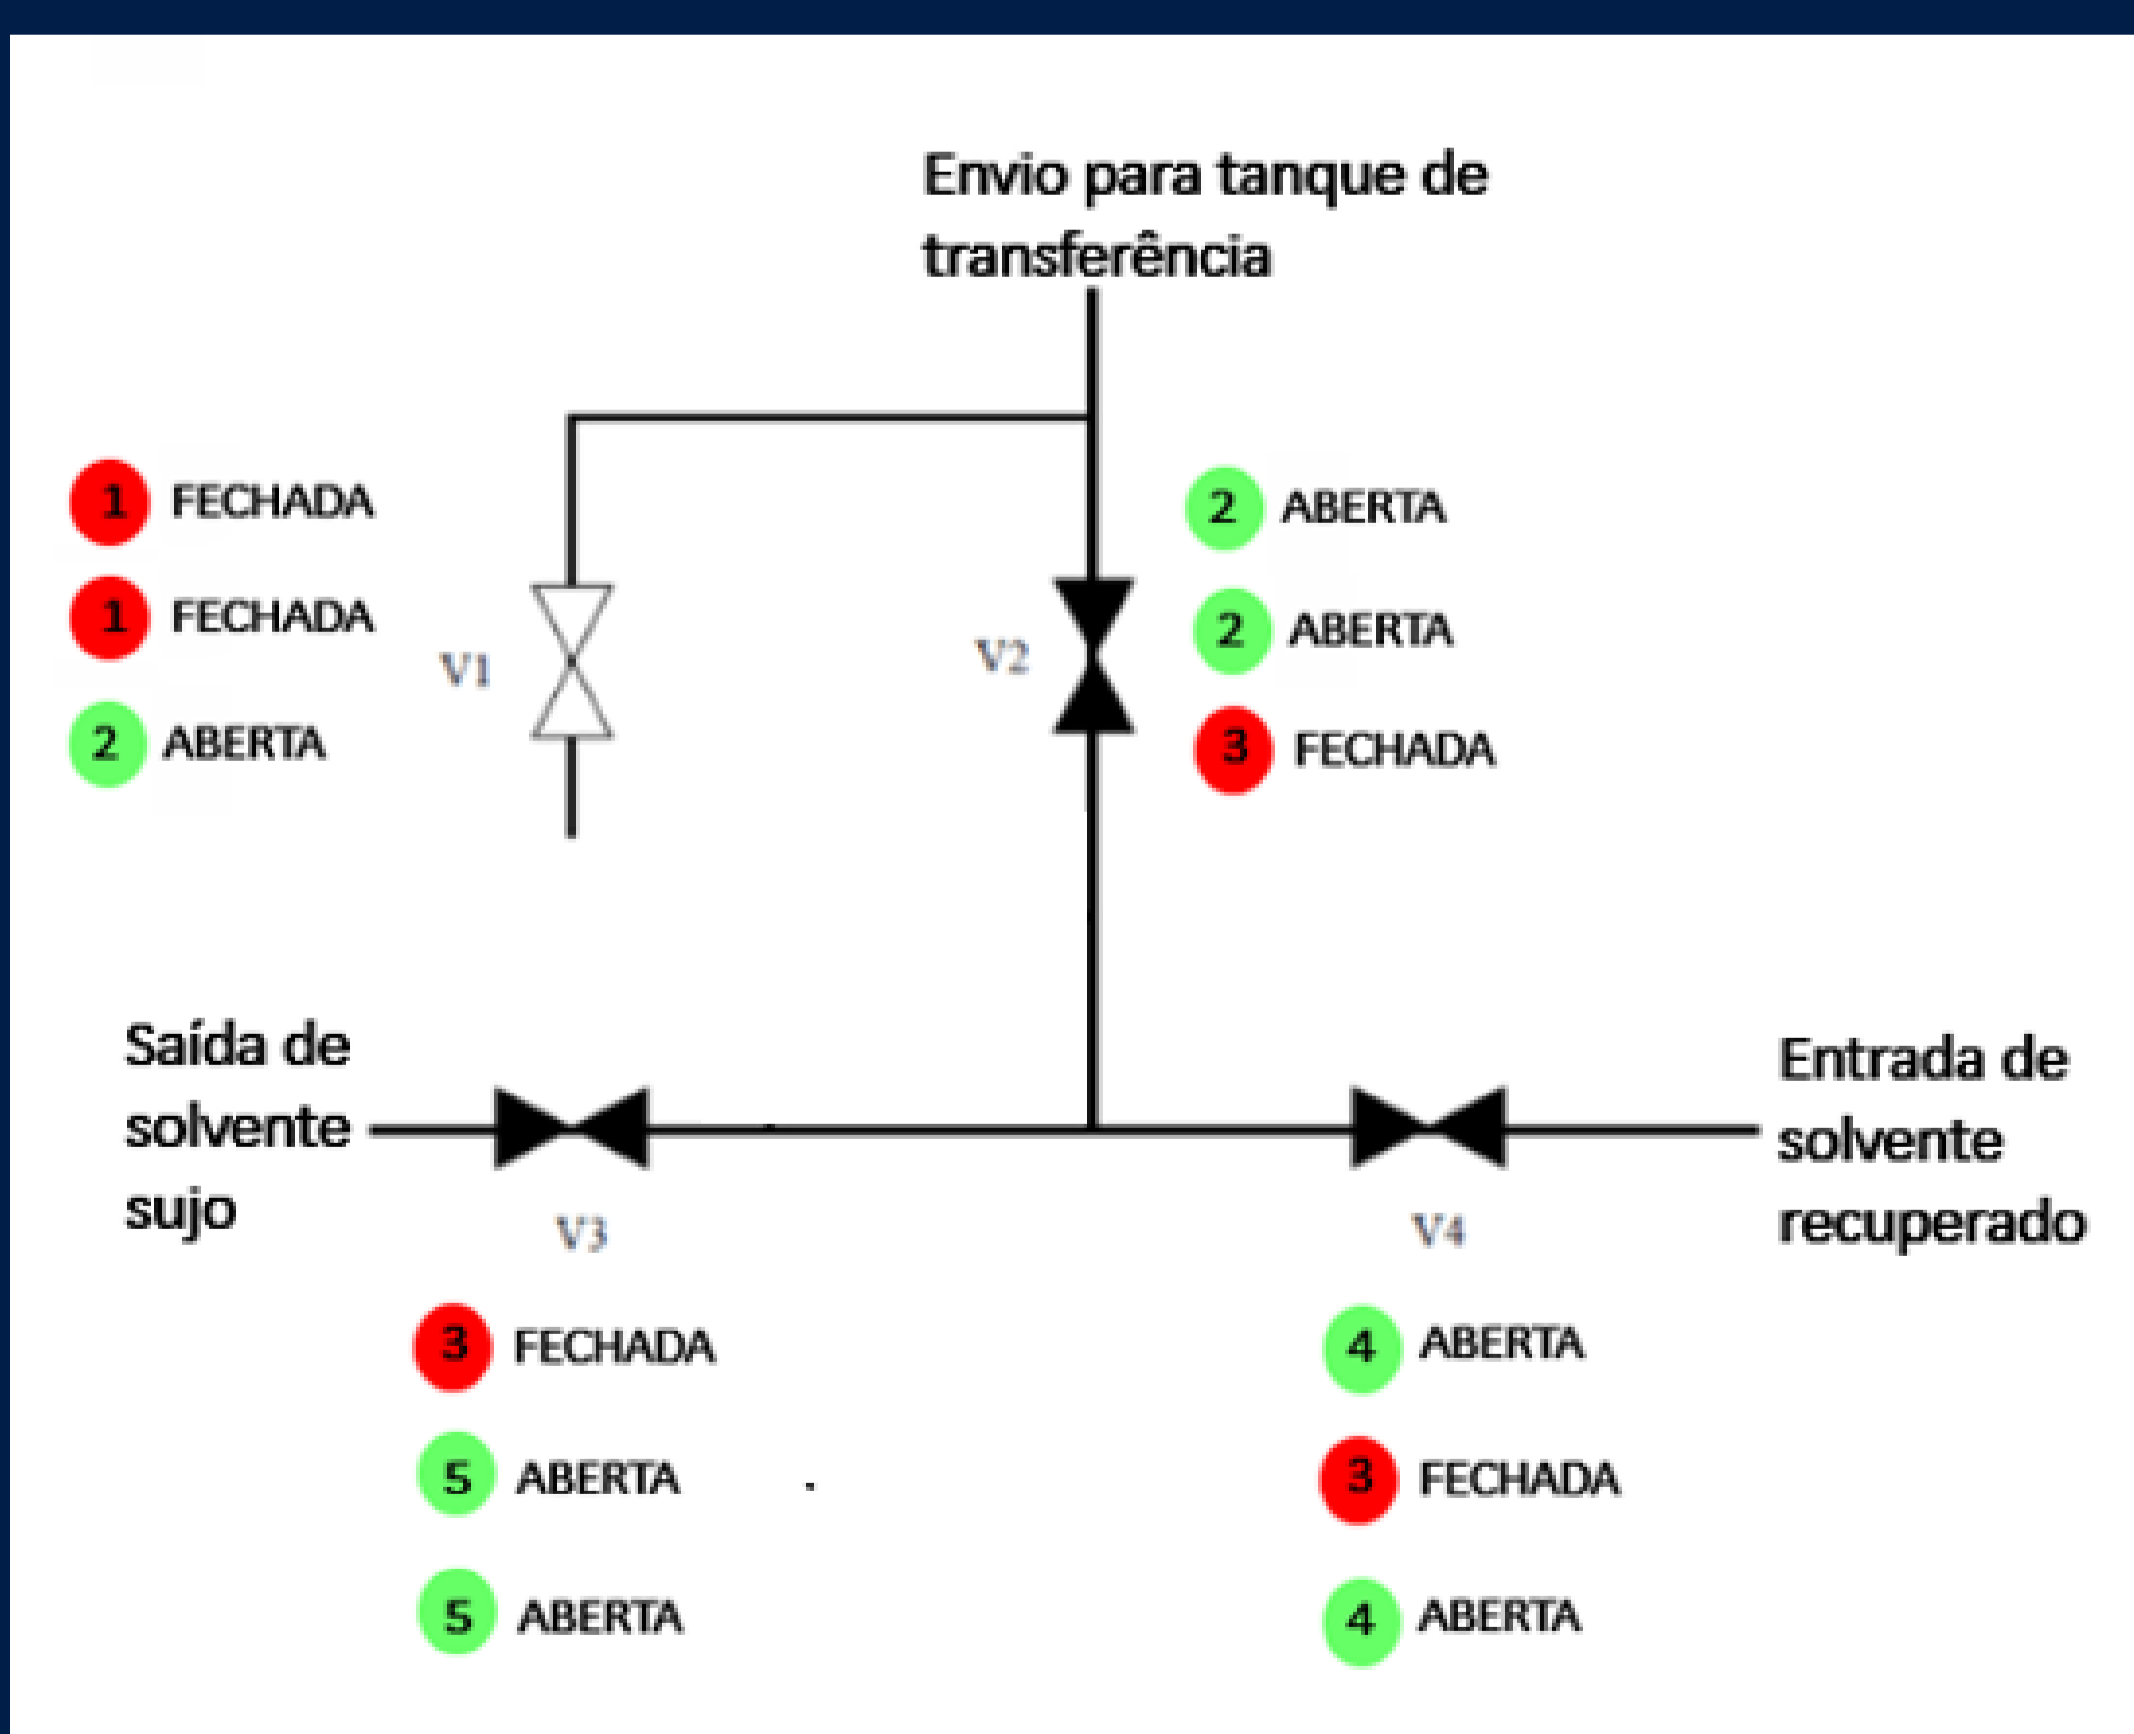 Envio para tanque de
transferência
1 FECHADA
2 ABERTA
1 FECHADA
2 ABERTA
V1
V2
2 ABERTA
3 FECHADA
Saída de
solvente
sujo
Entrada de
solvente
recuperado
V3
V4
3 FECHADA
4 ABERTA
5 ABERTA
3 FECHADA
5 ABERTA
4 ABERTA